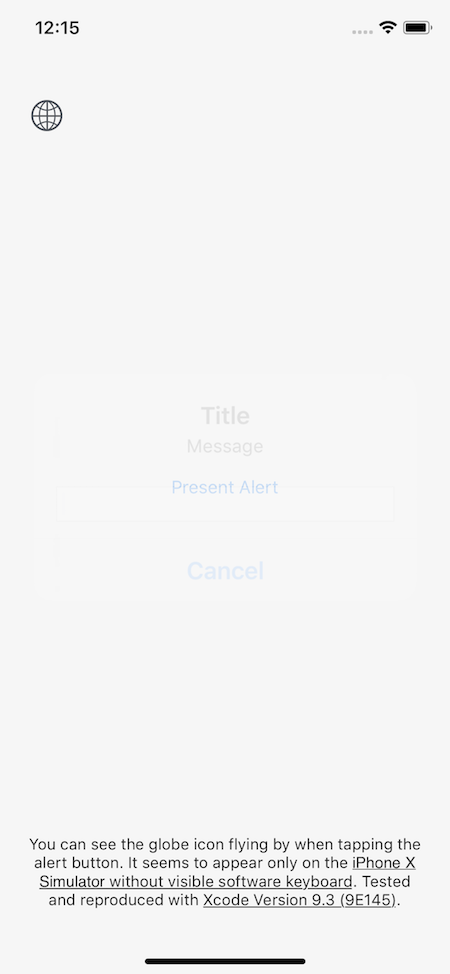 12:15
Title
Message
Present Alert
Cancel
You can see the globe icon flying by when tapping the
alert button. It seems to appear only on the iPhone X
Simulator without visible software keyboard. Tested
and reproduced with Xcode Version 9.3 (9E145).